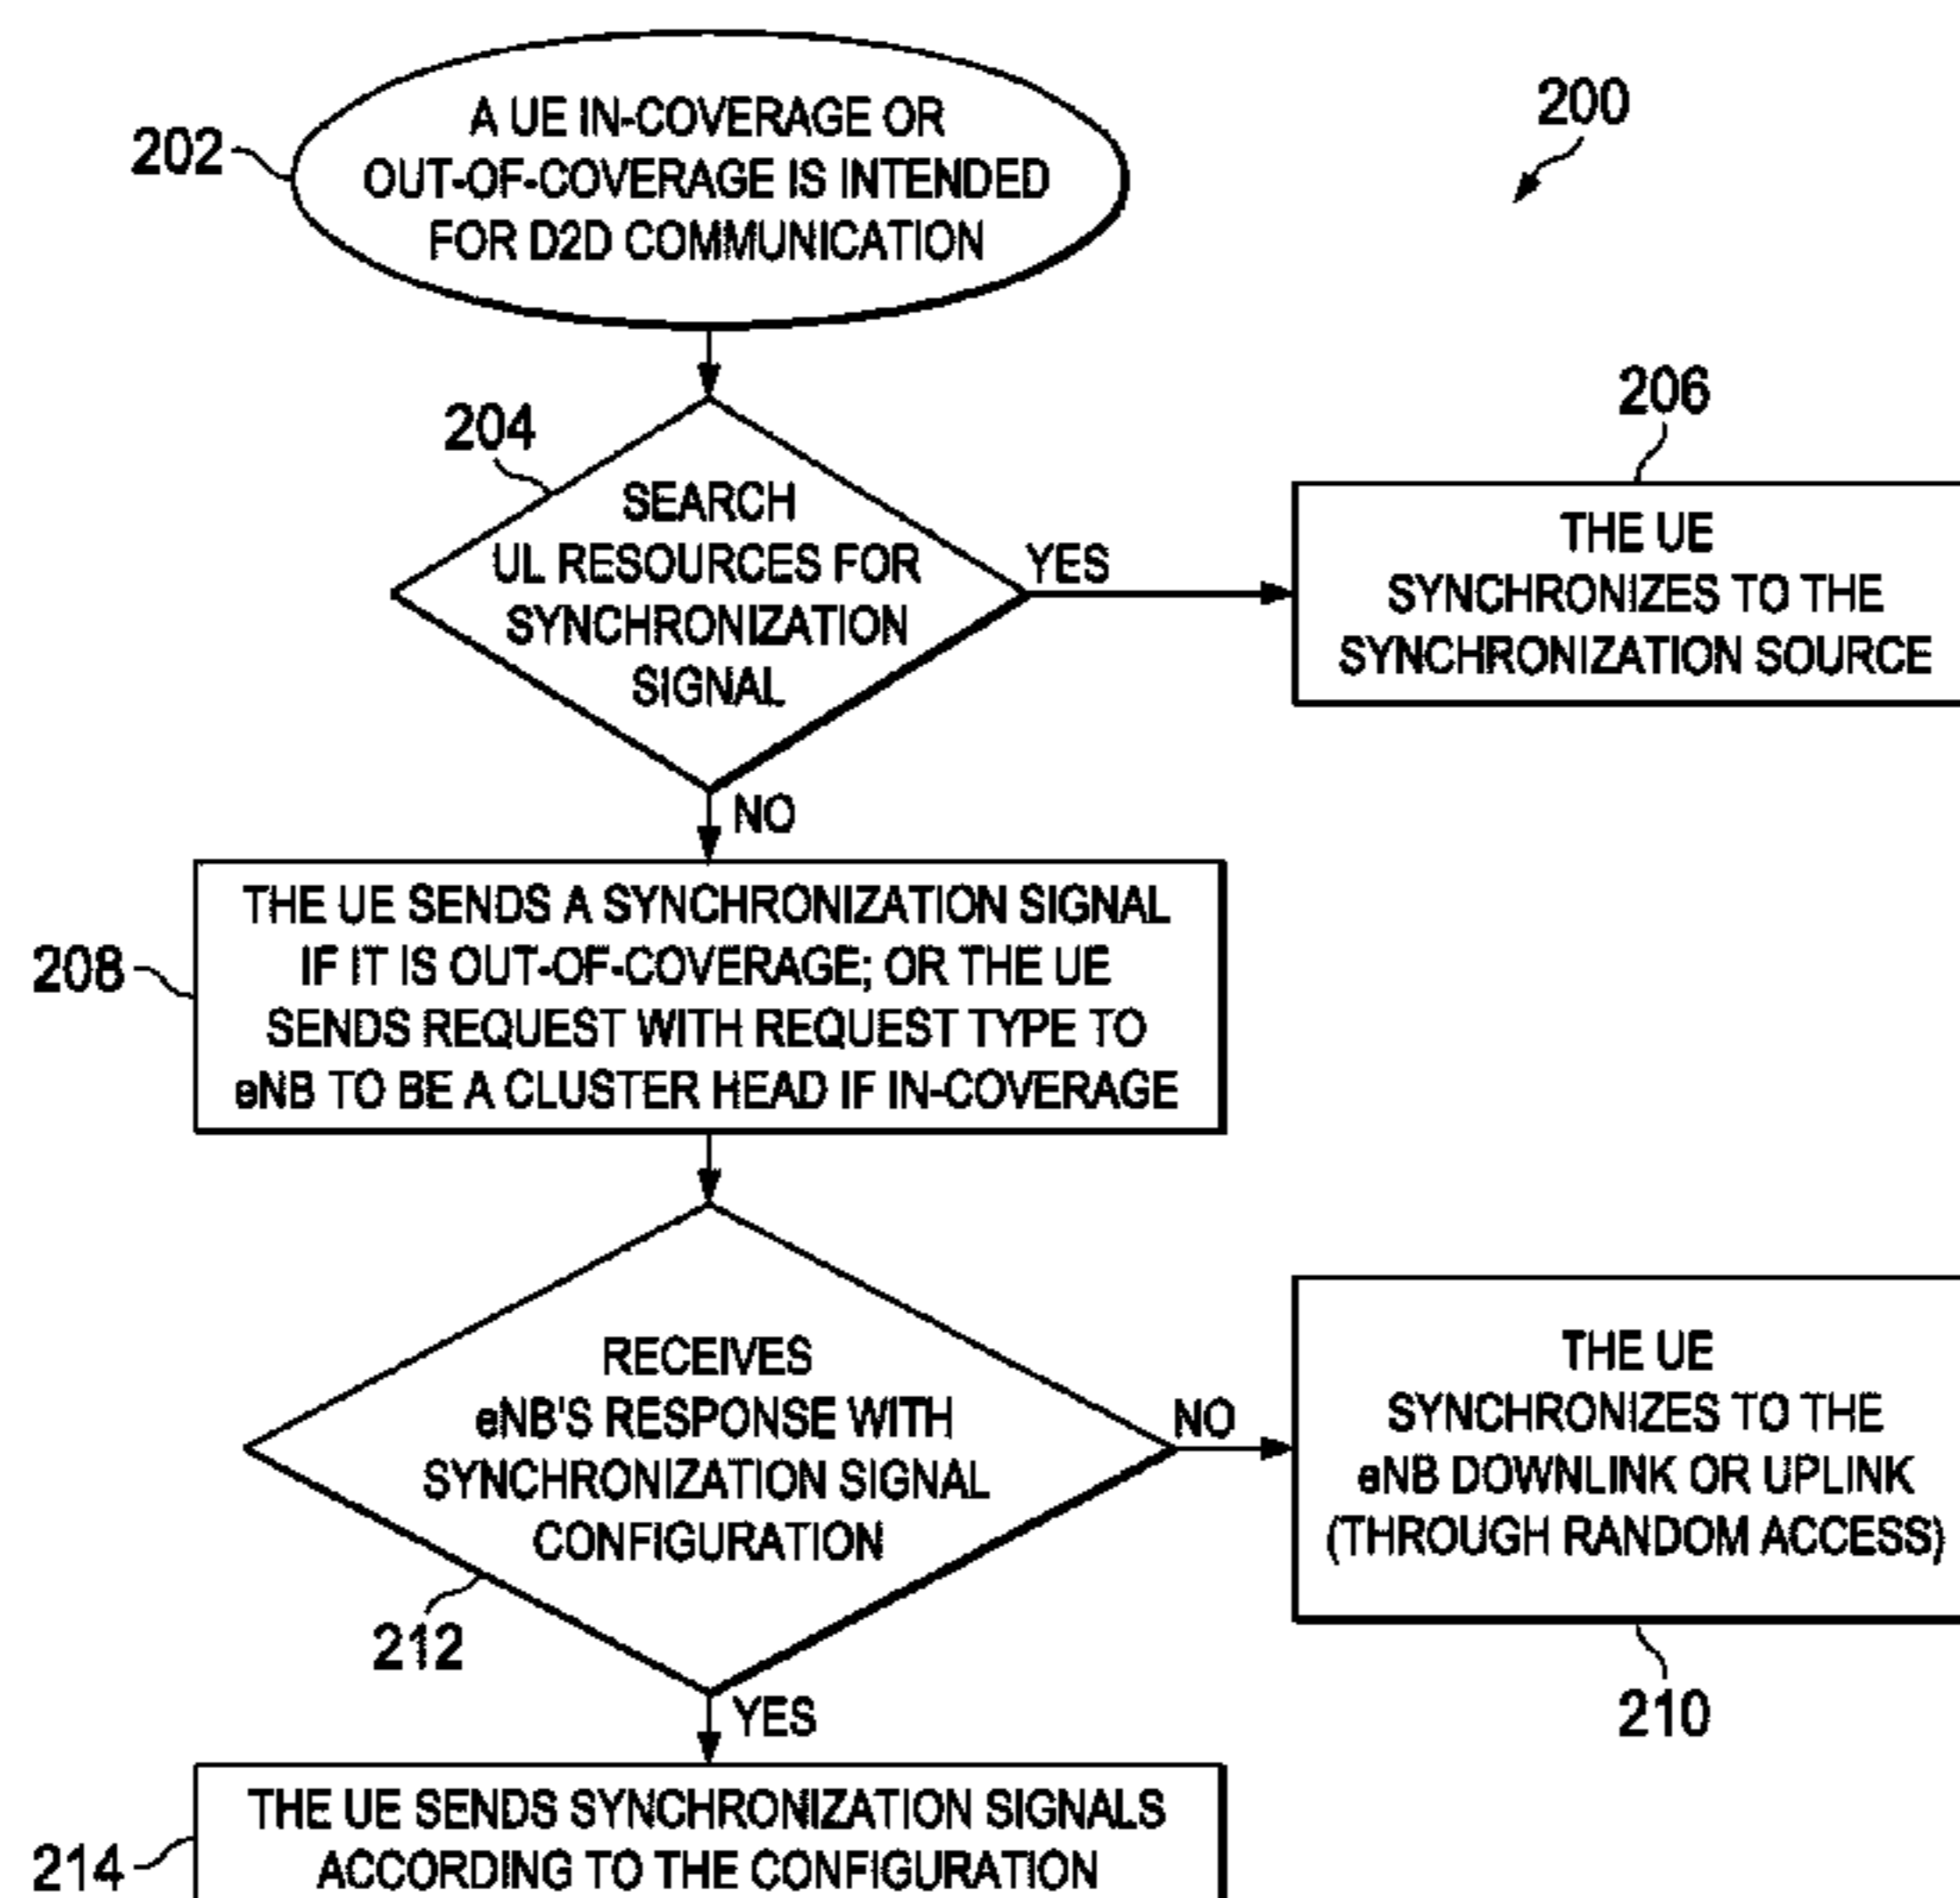 200
202
A UE IN-COVERAGE OR
OUT-OF-COVERAGE IS INTENDED
FOR D2D COMMUNICATION
204
SEARCH
UL RESOURCES FOR
SYNCHRONIZATION
SIGNAL
YES
206
THE UE
SYNCHRONIZES TO THE
SYNCHRONIZATION SOURCE
NO
208
THE UE SENDS A SYNCHRONIZATION SIGNAL
IF IT IS OUT-OF-COVERAGE; OR THE UE
SENDS REQUEST WITH REQUEST TYPE TO
eNB TO BE A CLUSTER HEAD IF IN-COVERAGE
RECEIVES
eNB'S RESPONSE WITH
SYNCHRONIZATION SIGNAL
CONFIGURATION
212
NO
THE UE
SYNCHRONIZES TO THE
eNB DOWNLINK OR UPLINK
(THROUGH RANDOM ACCESS)
210
YES
214
THE UE SENDS SYNCHRONIZATION SIGNALS
ACCORDING TO THE CONFIGURATION